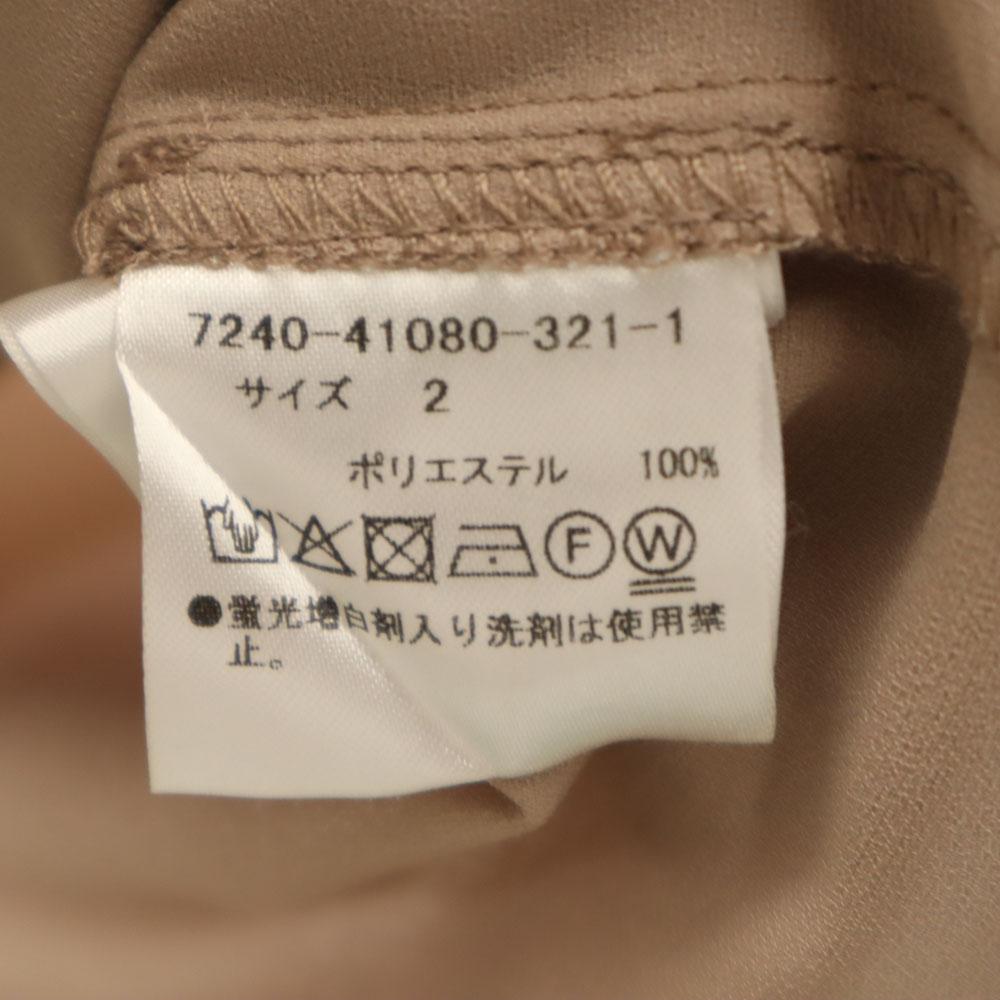 7240-41080-321-1
サイズ 2
ポリエステル 100%
F W
●蛍光増白剤入り洗剤は使用禁
止。